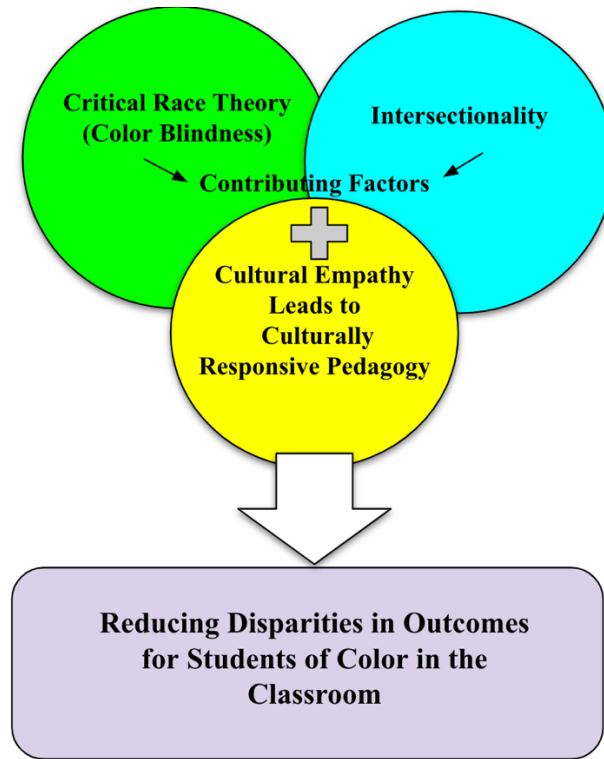 Critical Race Theory
(Color Blindness)
Intersectionality
Contributing Factors
Cultural Empathy
Leads to
Culturally
Responsive Pedagogy
Reducing Disparities in Outcomes
for Students of Color in the
Classroom